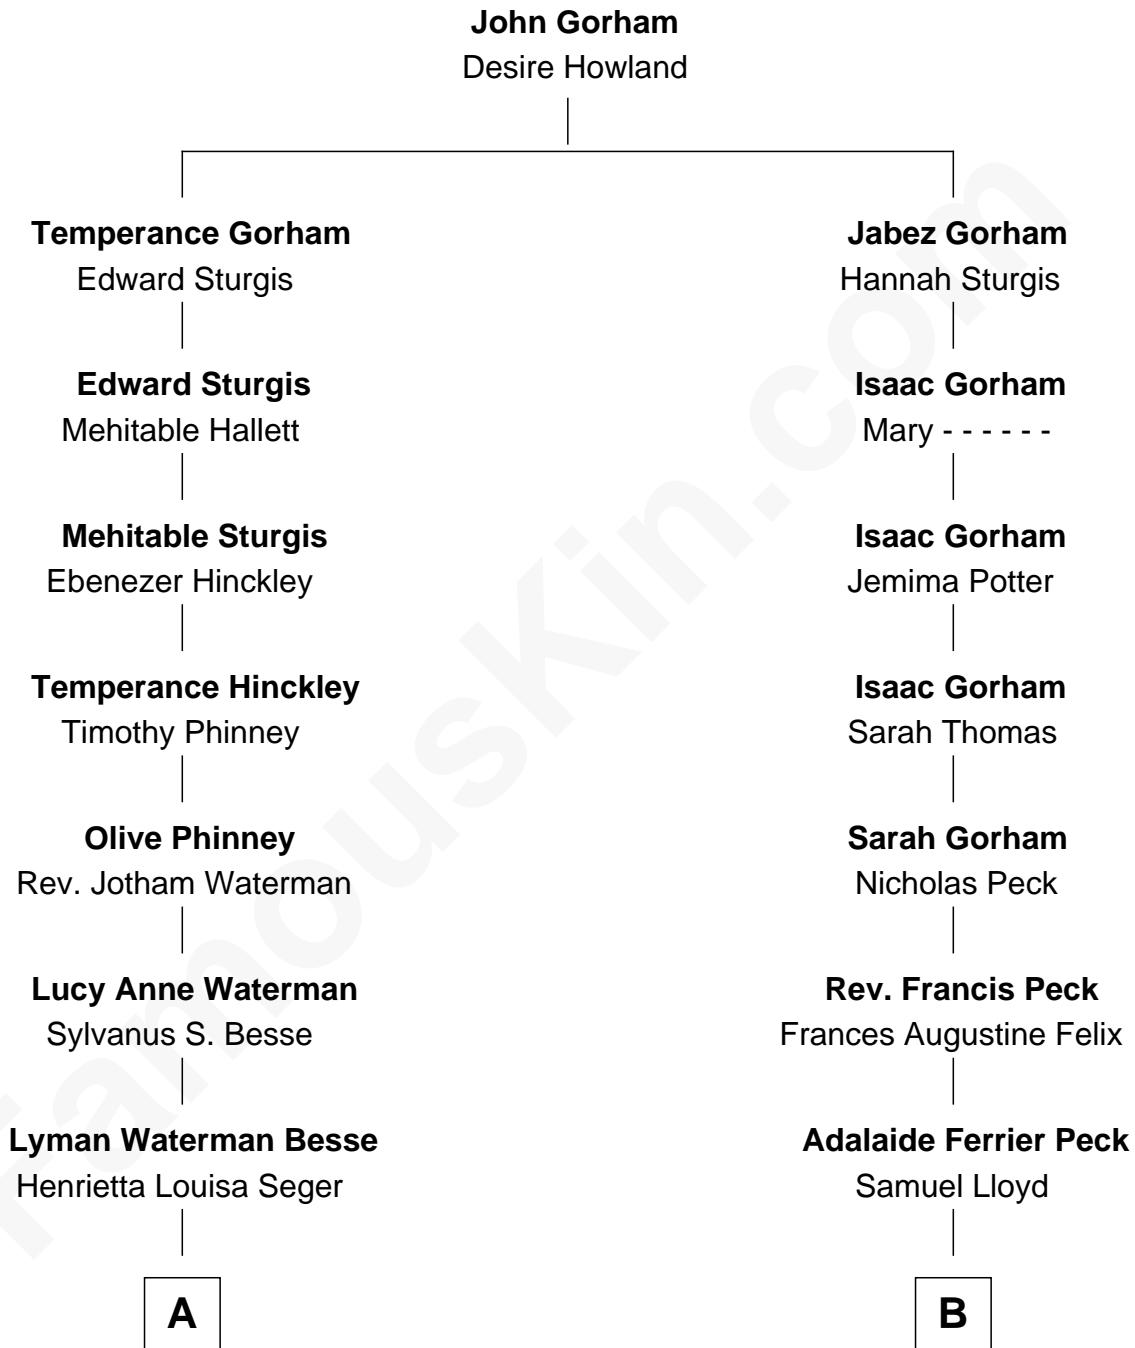 John Gorham
Desire Howland
Temperance Gorham
Edward Sturgis
Jabez Gorham
Hannah Sturgis
Edward Sturgis
Mehitable Hallett
Isaac Gorham
Mary - - - - - -
Mehitable Sturgis
Ebenezer Hinckley
Isaac Gorham
Jemima Potter
Temperance Hinckley
Timothy Phinney
Isaac Gorham
Sarah Thomas
Olive Phinney
Rev. Jotham Waterman
Sarah Gorham
Nicholas Peck
Lucy Anne Waterman
Sylvanus S. Besse
Rev. Francis Peck
Frances Augustine Felix
Lyman Waterman Besse
Henrietta Louisa Seger
Adalaide Ferrier Peck
Samuel Lloyd
A
B
FamousKin.com